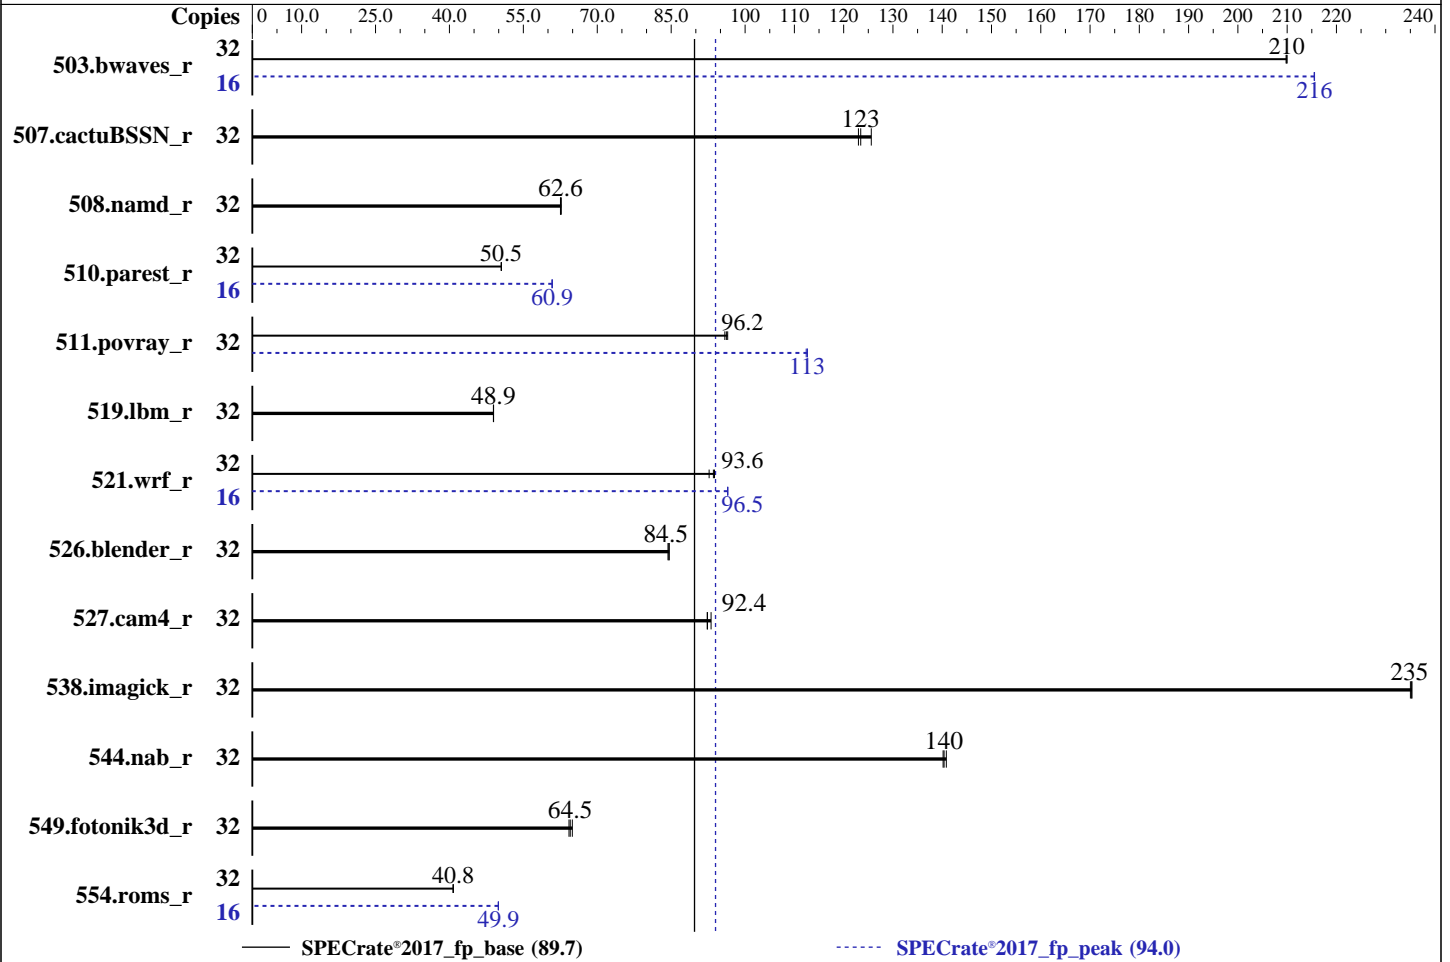 Copies 0 10.0 25.0 40.0 55.0 70.0 85.0 100 110 120 130 140 150 160 170 180 190 200 210 220 240
503.bwaves_r 32 210
16 216
507.cactuBSSN_r 32 123
508.namd_r 32 62.6
510.parest_r 32 50.5
16 60.9
511.povray_r 32 96.2
113
519.lbm_r 32 48.9
521.wrf_r 32 93.6
16 96.5
526.blender_r 32 84.5
527.cam4_r 32 92.4
538.imagick_r 32 235
544.nab_r 32 140
549.fotonik3d_r 32 64.5
554.roms_r 32 40.8
16 49.9
SPECrate®2017_fp_base (89.7) SPECrate®2017_fp_peak (94.0)